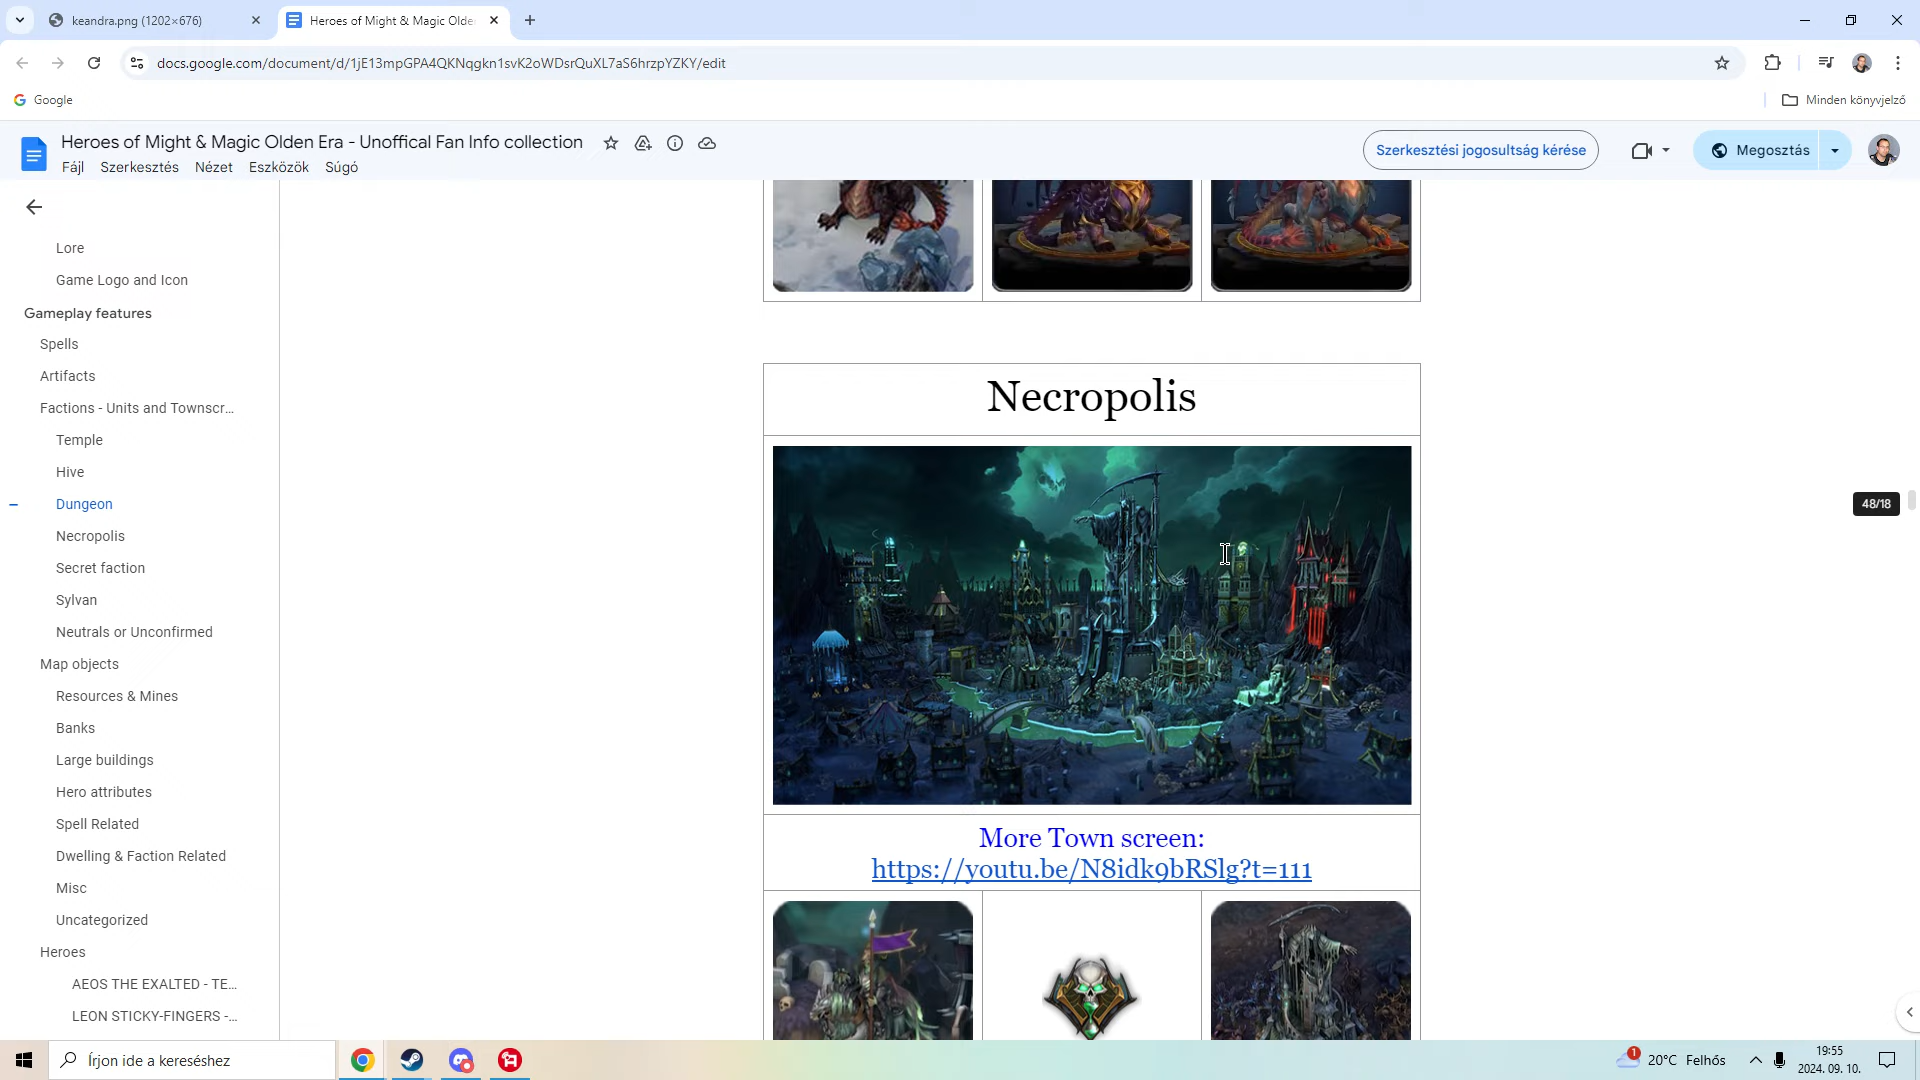 keandra.png (1202×676)
Heroes of Might & Magic Olde
docs.google.com/document/d/1jE13mpGPA4QKNqgkn1svK2oWDsrQuXL7aS6hrzpYZKY/edit
Google
Minden könyvjelző
Heroes of Might & Magic Olden Era - Unoffical Fan Info collection
Szerkesztési jogosultság kérése
Megosztás
Fájl Szerkesztés Nézet Eszközök Súgó
Lore
Game Logo and Icon
Gameplay features
Spells
Artifacts
Factions - Units and Townscr...
Temple
Hive
Dungeon
Necropolis
Secret faction
Sylvan
Neutrals or Unconfirmed
Map objects
Resources & Mines
Banks
Large buildings
Hero attributes
Spell Related
Dwelling & Faction Related
Misc
Uncategorized
Heroes
AEOS THE EXALTED - TE...
LEON STICKY-FINGERS -...
Necropolis
48/18
More Town screen:
https://youtu.be/N8idk9bRSlg?t=111
Írjon ide a kereséshez
1
20°C Felhős
19:55
2024. 09. 10.